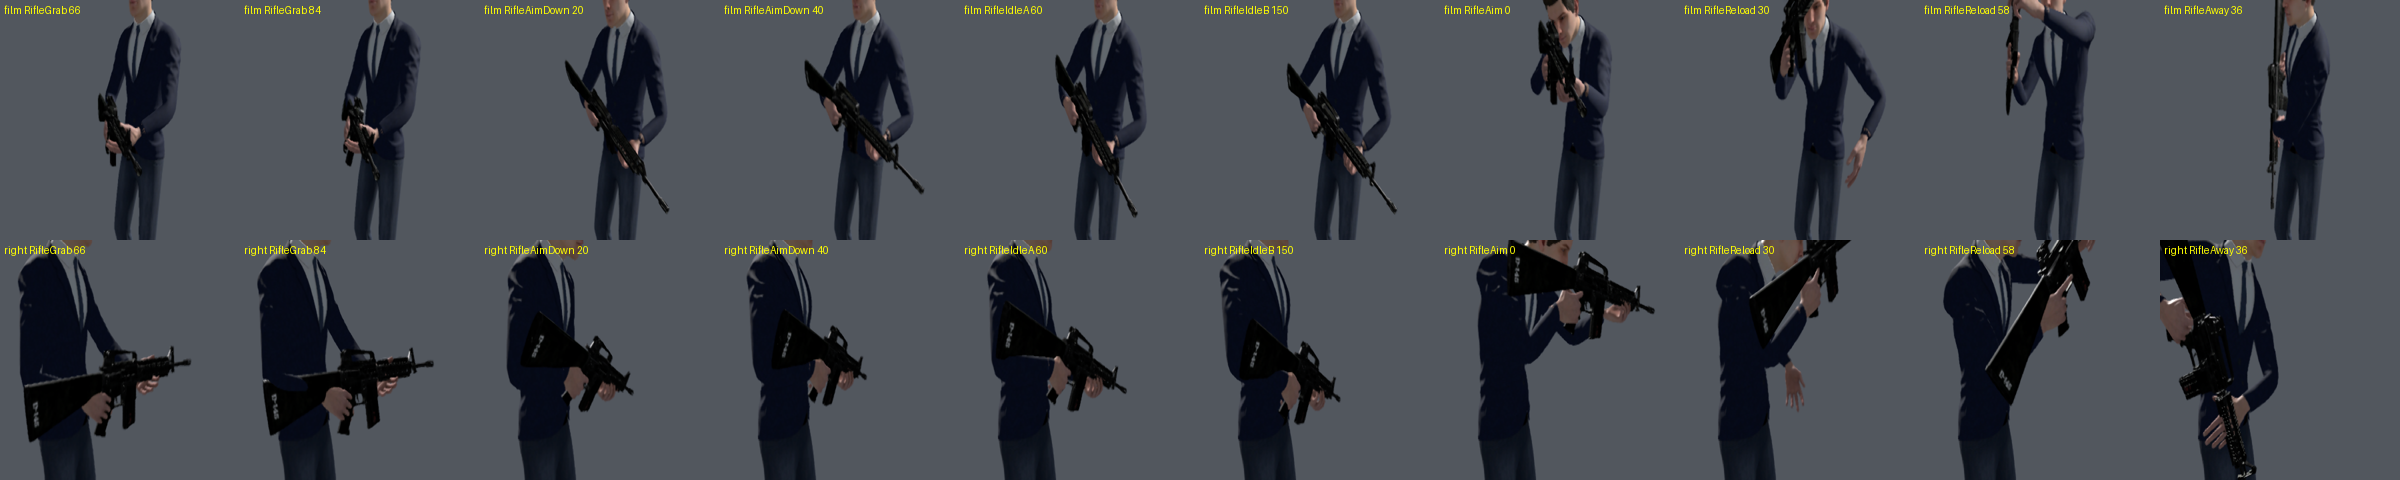 film RifleGrab 66
film RifleGrab 84
film RifleAimDown 20
film RifleAimDown 40
film RifleIdleA 60
film RifleIdleB 150
film RifleAim 0
film RifleReload 30
film RifleReload 58
film RifleAway 36
right RifleGrab 66
right RifleGrab 84
right RifleAimDown 20
right RifleAimDown 40
right RifleIdleA 60
right RifleIdleB 150
right RifleAim 0
right RifleReload 30
right RifleReload 58
right RifleAway 36